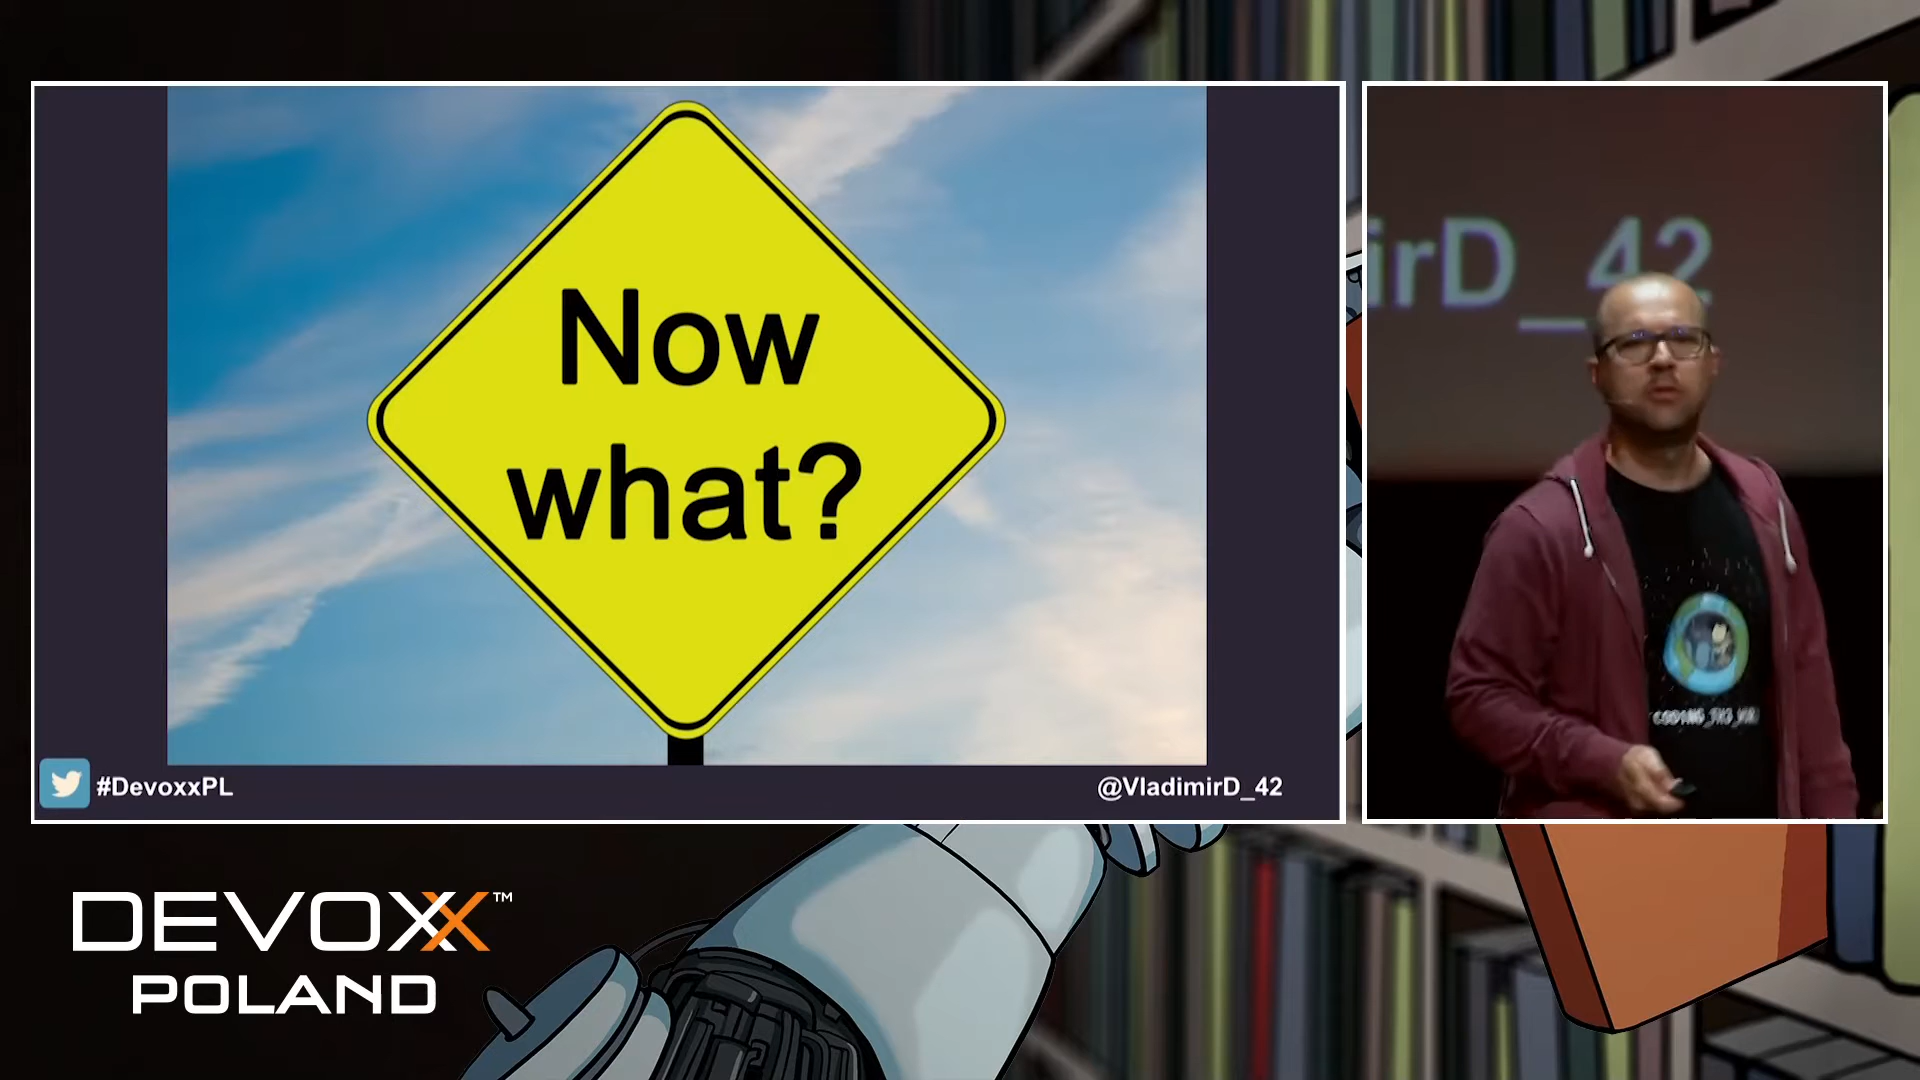 Now
what?
#DevoxxPL
@VladimirD_42
irD_42
DEVOXX™
POLAND